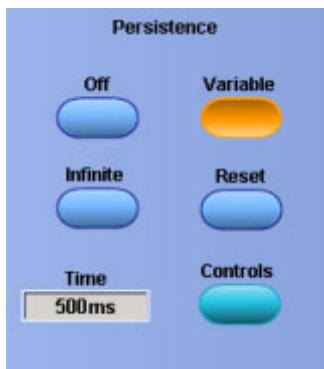 Persistence
Off Variable
Infinite Reset
Time Controls
500ms